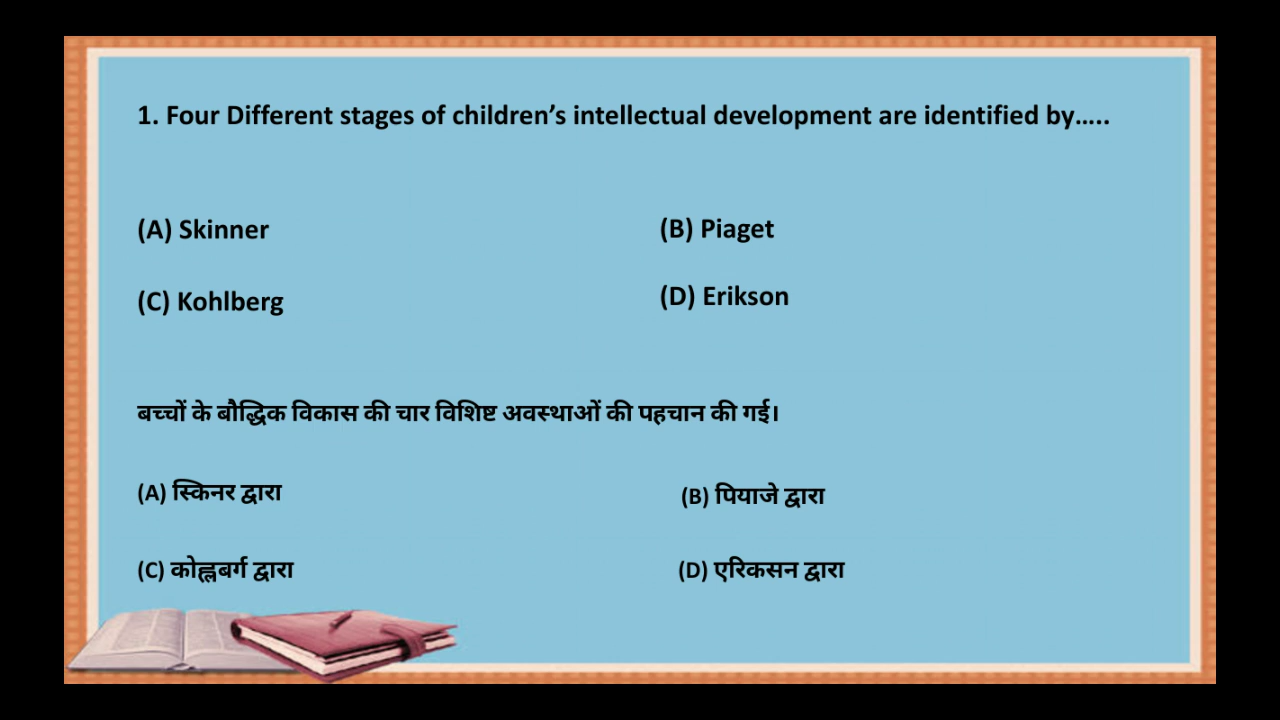 1. Four Different stages of children’s intellectual development are identified by.....
(A) Skinner
(B) Piaget
(C) Kohlberg
(D) Erikson
बच्चों के बौद्धिक विकास की चार विशिष्ट अवस्थाओं की पहचान की गई।
(A) स्किनर द्वारा
(B) पियाजे द्वारा
(C) कोह्लबर्ग द्वारा
(D) एरिकसन द्वारा